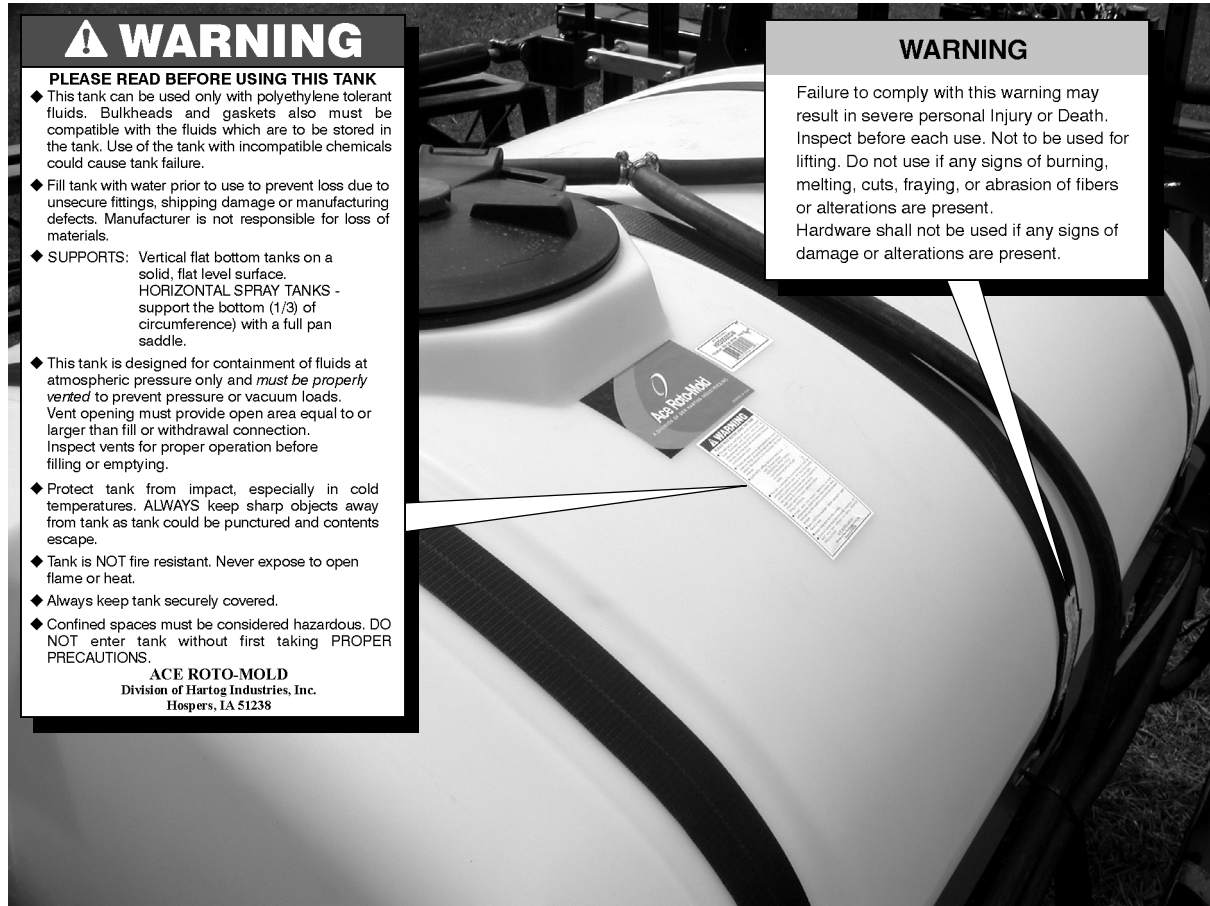 WARNING
PLEASE READ BEFORE USING THIS TANK
◆ This tank can be used only with polyethylene tolerant
fluids. Bulkheads and gaskets also must be
compatible with the fluids which are to be stored in
the tank. Use of the tank with incompatible chemicals
could cause tank failure.
◆ Fill tank with water prior to use to prevent loss due to
unsecure fittings, shipping damage or manufacturing
defects. Manufacturer is not responsible for loss of
materials.
◆ SUPPORTS: Vertical flat bottom tanks on a
solid, flat level surface.
HORIZONTAL SPRAY TANKS -
support the bottom (1/3) of
circumference) with a full pan
saddle.
◆ This tank is designed for containment of fluids at
atmospheric pressure only and must be properly
vented to prevent pressure or vacuum loads.
Vent opening must provide open area equal to or
larger than fill or withdrawal connection.
Inspect vents for proper operation before
filling or emptying.
◆ Protect tank from impact, especially in cold
temperatures. ALWAYS keep sharp objects away
from tank as tank could be punctured and contents
escape.
◆ Tank is NOT fire resistant. Never expose to open
flame or heat.
◆ Always keep tank securely covered.
◆ Confined spaces must be considered hazardous. DO
NOT enter tank without first taking PROPER
PRECAUTIONS.
ACE ROTO-MOLD
Division of Hartog Industries, Inc.
Hospers, IA 51238
WARNING
Failure to comply with this warning may
result in severe personal Injury or Death.
Inspect before each use. Not to be used for
lifting. Do not use if any signs of burning,
melting, cuts, fraying, or abrasion of fibers
or alterations are present.
Hardware shall not be used if any signs of
damage or alterations are present.
Ace Roto-Mold
WARNING